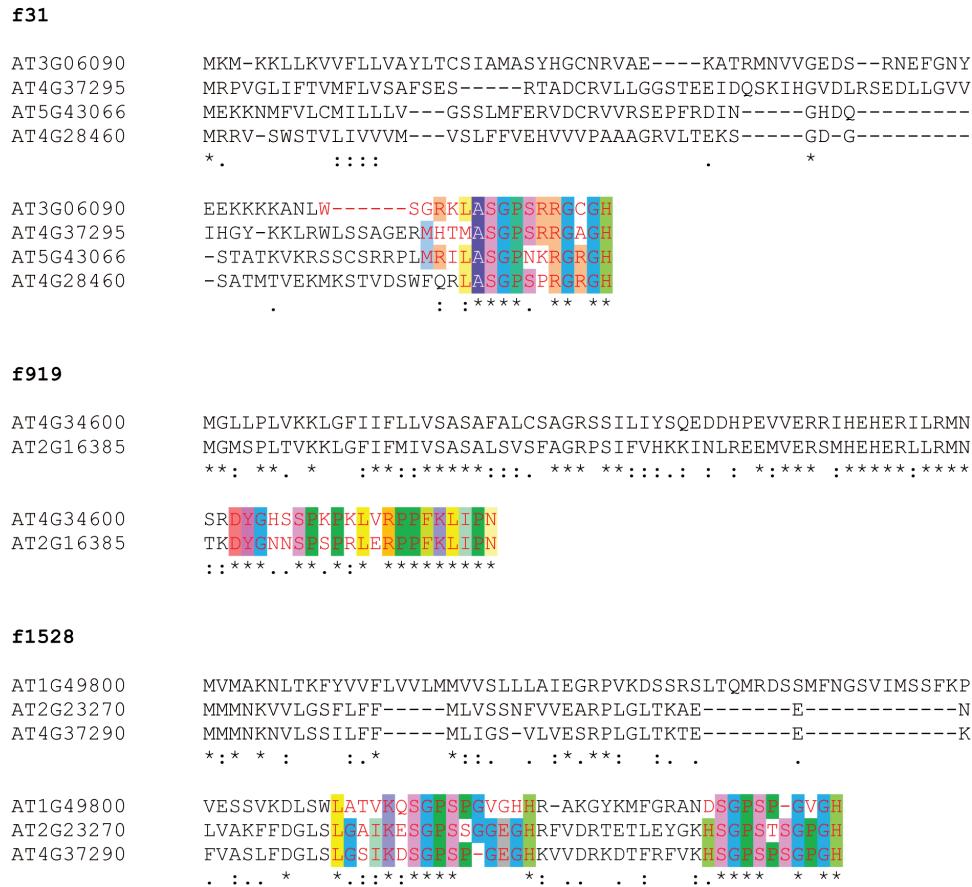 f31
AT3G06090 MKM-KKLLKVVFLLVAYLTCSIAMASYHGCNRVAE----KATRMNVVGEDS--RNEFGNY
AT4G37295 MRPVGLIFTVMFLVSAFSES-----RTADCRVLLGGSTEEIDQSKIHGVDLRSEDLLGVV
AT5G43066 MEKKNMFVLCMILLLV---GSSLMFERVDCRVVRSEPFRDIN-----GHDQ---------
AT4G28460 MRRV-SWSTVLIVVVM---VSLFFVEHVVVPAAAGRVLTEKS-----GD-G---------
*. :::: . *
AT3G06090 EEKKKKANLW------SGRKLASGPSRRGCGH
AT4G37295 IHGY-KKLRWLSSAGERMHTMASGPSRRGAGH
AT5G43066 -STATKVKRSSCSRRPLMRILASGPNKRGRGH
AT4G28460 -SATMTVEKMKSTVDSWFQRLASGPSPRGRGH
. : :****. ** **
f919
AT4G34600 MGLLPLVKKLGFIIFLLVSASAFALCSAGRSSILIYSQEDDHPEVVERRIHEHERILRMN
AT2G16385 MGMSPLTVKKLGFIFMIVSASALSVSFAGRPSIFVHKKINLREEMVERSMHEHERLLRMN
**: **. * :**::*****:::. *** **:::.: : : :*:*** :*****:****
AT4G34600 SRDYGHSSPKPKLVRPPFKLIPN
AT2G16385 TKDYGNNSPSPRLERPPFKLIPN
::***..**.*:* *********
f1528
AT1G49800 MVMAKNLTKFYVVFLVVLMMVVSLLLAIEGRPVKDSSRSLTQMRDSSMFNGSVIMSSFKP
AT2G23270 MMMNKVVLGSFLFF-----MLVSSNFVVEARPLGLTKAE-------E------------N
AT4G37290 MMMNKNVLSSILFF-----MLIGS-VLVESRPLGLTKTE-------E------------K
*:* : :.* *::. .:*.**: :.. .
AT1G49800 VESSVKDLSWLATVKQSGPSPGVGHHR-AKGYKMFGRANDSGPSP-GVGH
AT2G23270 LVAKFFDGLSLGAIKESGPSSGGEGHRFVDRTETLEYGKHSGPSTSGPGH
AT4G37290 FVASLFDGLSLGSIKDSGPSP-GEGHKVVDRKDTFRFVKHSGPSPSGPGH
. :.. * *.::*:**** *: .. . : :.**** * **